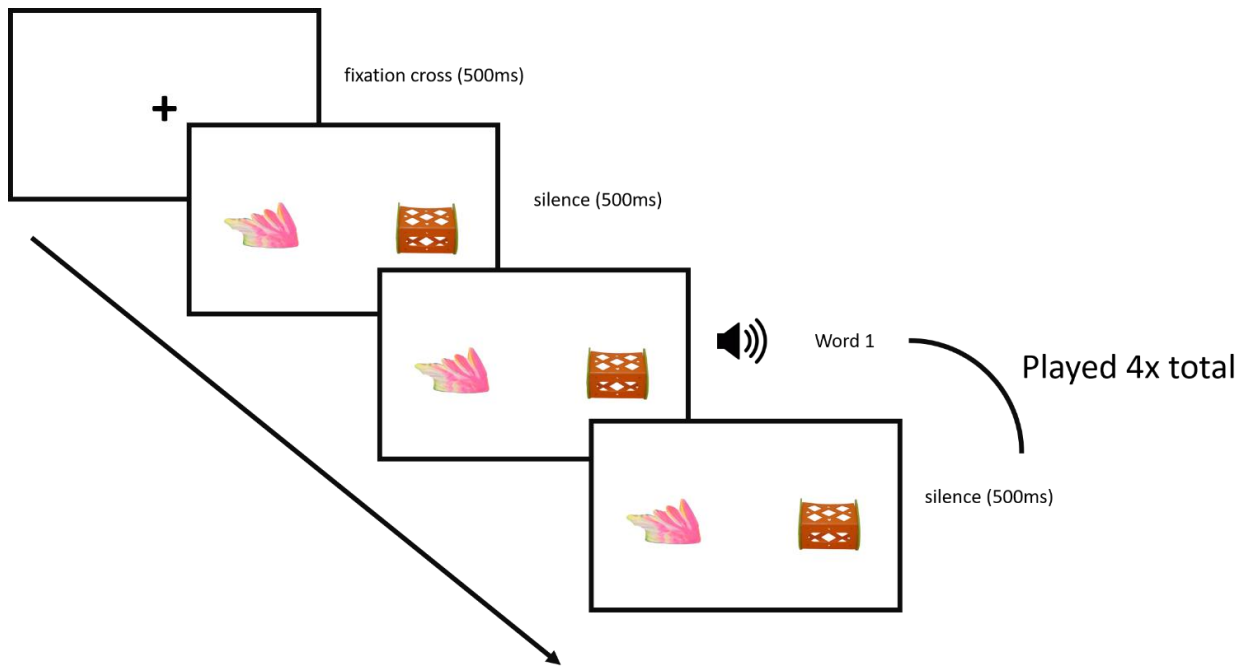 fixation cross (500ms)
silence (500ms)
Word 1
Played 4x total
silence (500ms)